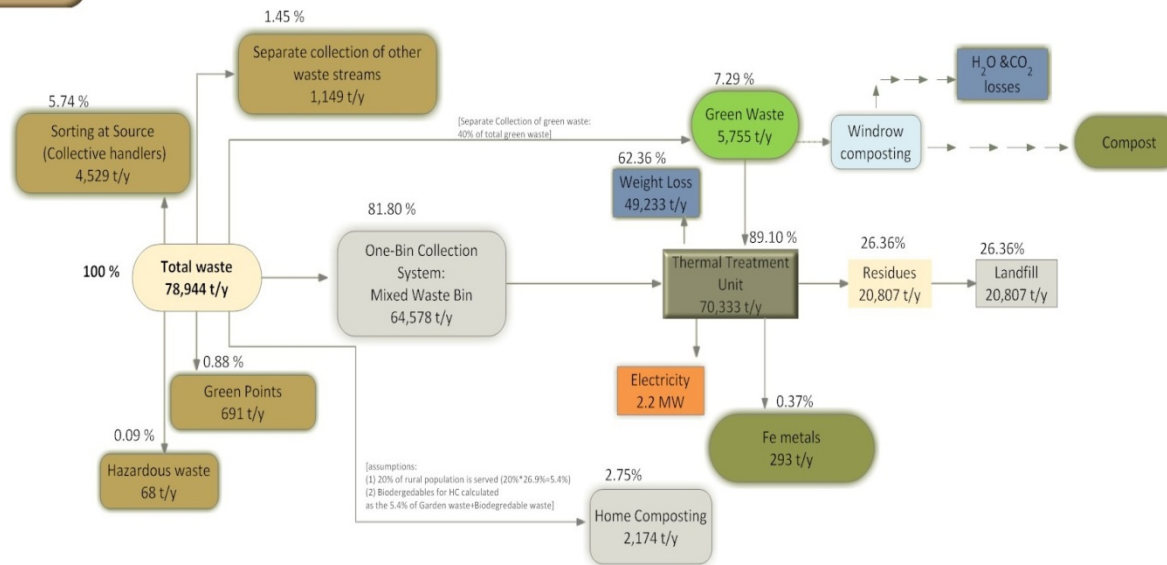 1.45 %
Separate collection of other
waste streams
1,149 t/y
5.74 %
Sorting at Source
(Collective handlers)
4,529 t/y
[Separate Collection of green waste:
40% of total green waste]
7.29 %
Green Waste
5,755 t/y
H2O &CO2
losses
Windrow
composting
Compost
62.36 %
Weight Loss
49,233 t/y
81.80 %
One-Bin Collection
System:
Mixed Waste Bin
64,578 t/y
100 %
Total waste
78,944 t/y
89.10 %
Thermal Treatment
Unit
70,333 t/y
26.36%
Residues
20,807 t/y
26.36%
Landfill
20,807 t/y
0.88 %
Green Points
691 t/y
Electricity
2.2 MW
0.37%
Fe metals
293 t/y
0.09 %
Hazardous waste
68 t/y
[assumptions:
(1) 20% of rural population is served (20%*26.9%=5.4%)
(2) Biodergedables for HC calculated
as the 5.4% of Garden waste+Biodegredable waste]
2.75%
Home Composting
2,174 t/y